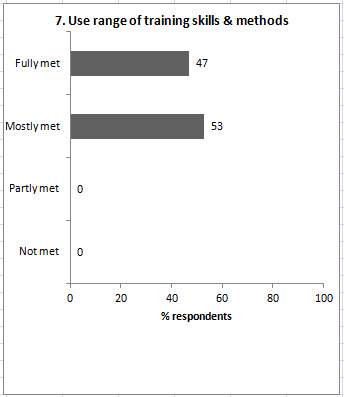 7. Use range of training skills & methods
Fully met 47
Mostly met 53
Partly met 0
Not met 0
0 20 40 60 80 100
% respondents